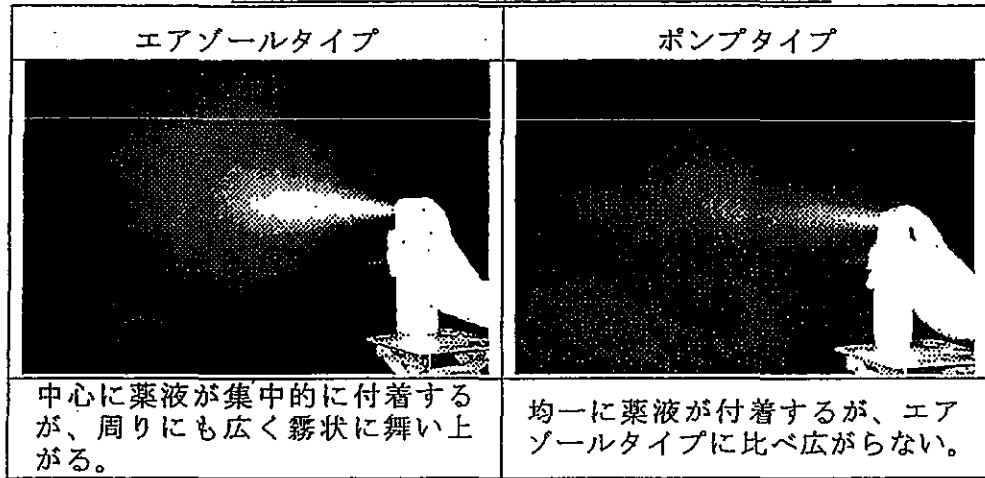 エアゾールタイプ
ポンプタイプ
中心に薬液が集中的に付着する
が、周りにも広く霧状に舞い上
がる。
均一に薬液が付着するが、エア
ゾールタイプに比べ広がらない。